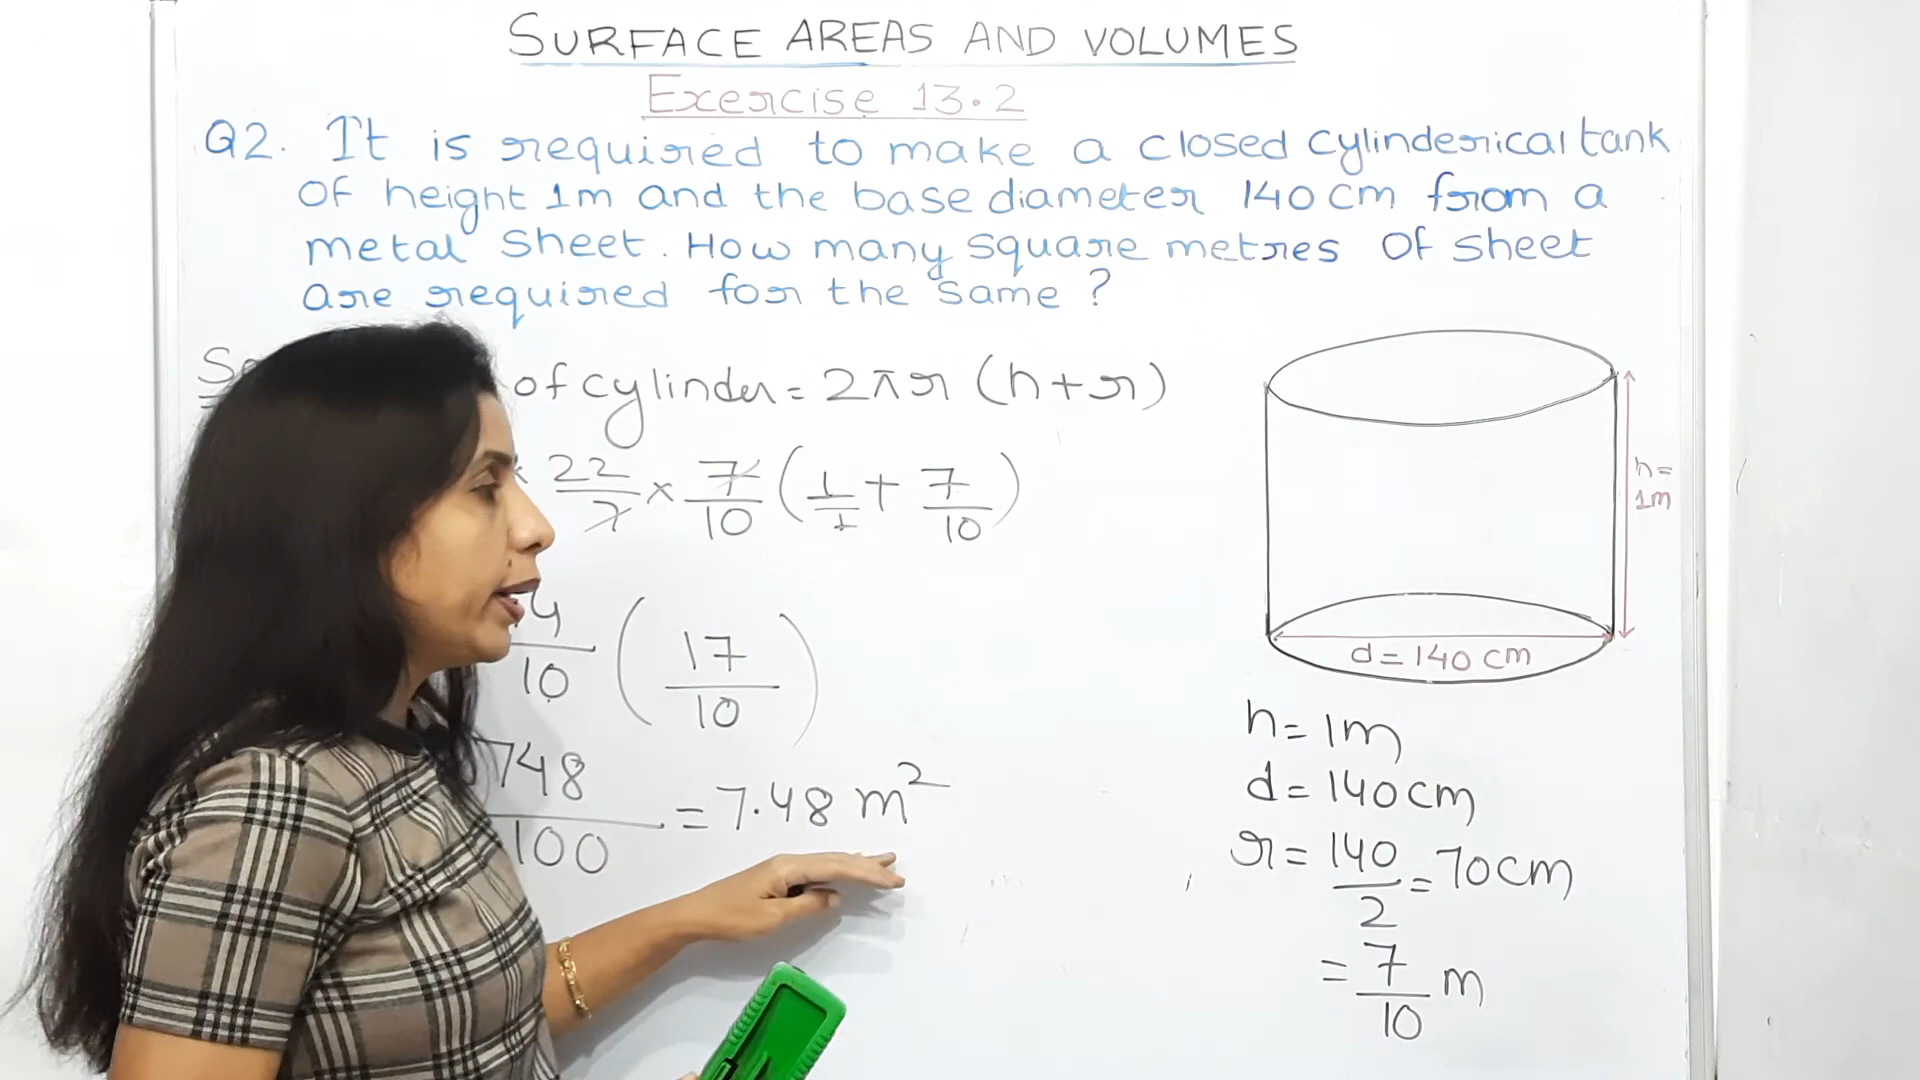 SURFACE AREAS AND VOLUMES
Exercise 13.2
Q2. It is required to make a closed cylinderical tank
of height 1m and the base diameter 140 cm from a
metal sheet. How many square metres of sheet
are required for the same ?
of cylinder = 2πr (h+r)
22/7 × 7/10 (1/1 + 7/10)
4/10 (17/10)
748/100 = 7.48 m²
h = 1m
d = 140 cm
h = 1m
d = 140 cm
r = 140/2 = 70 cm
= 7/10 m